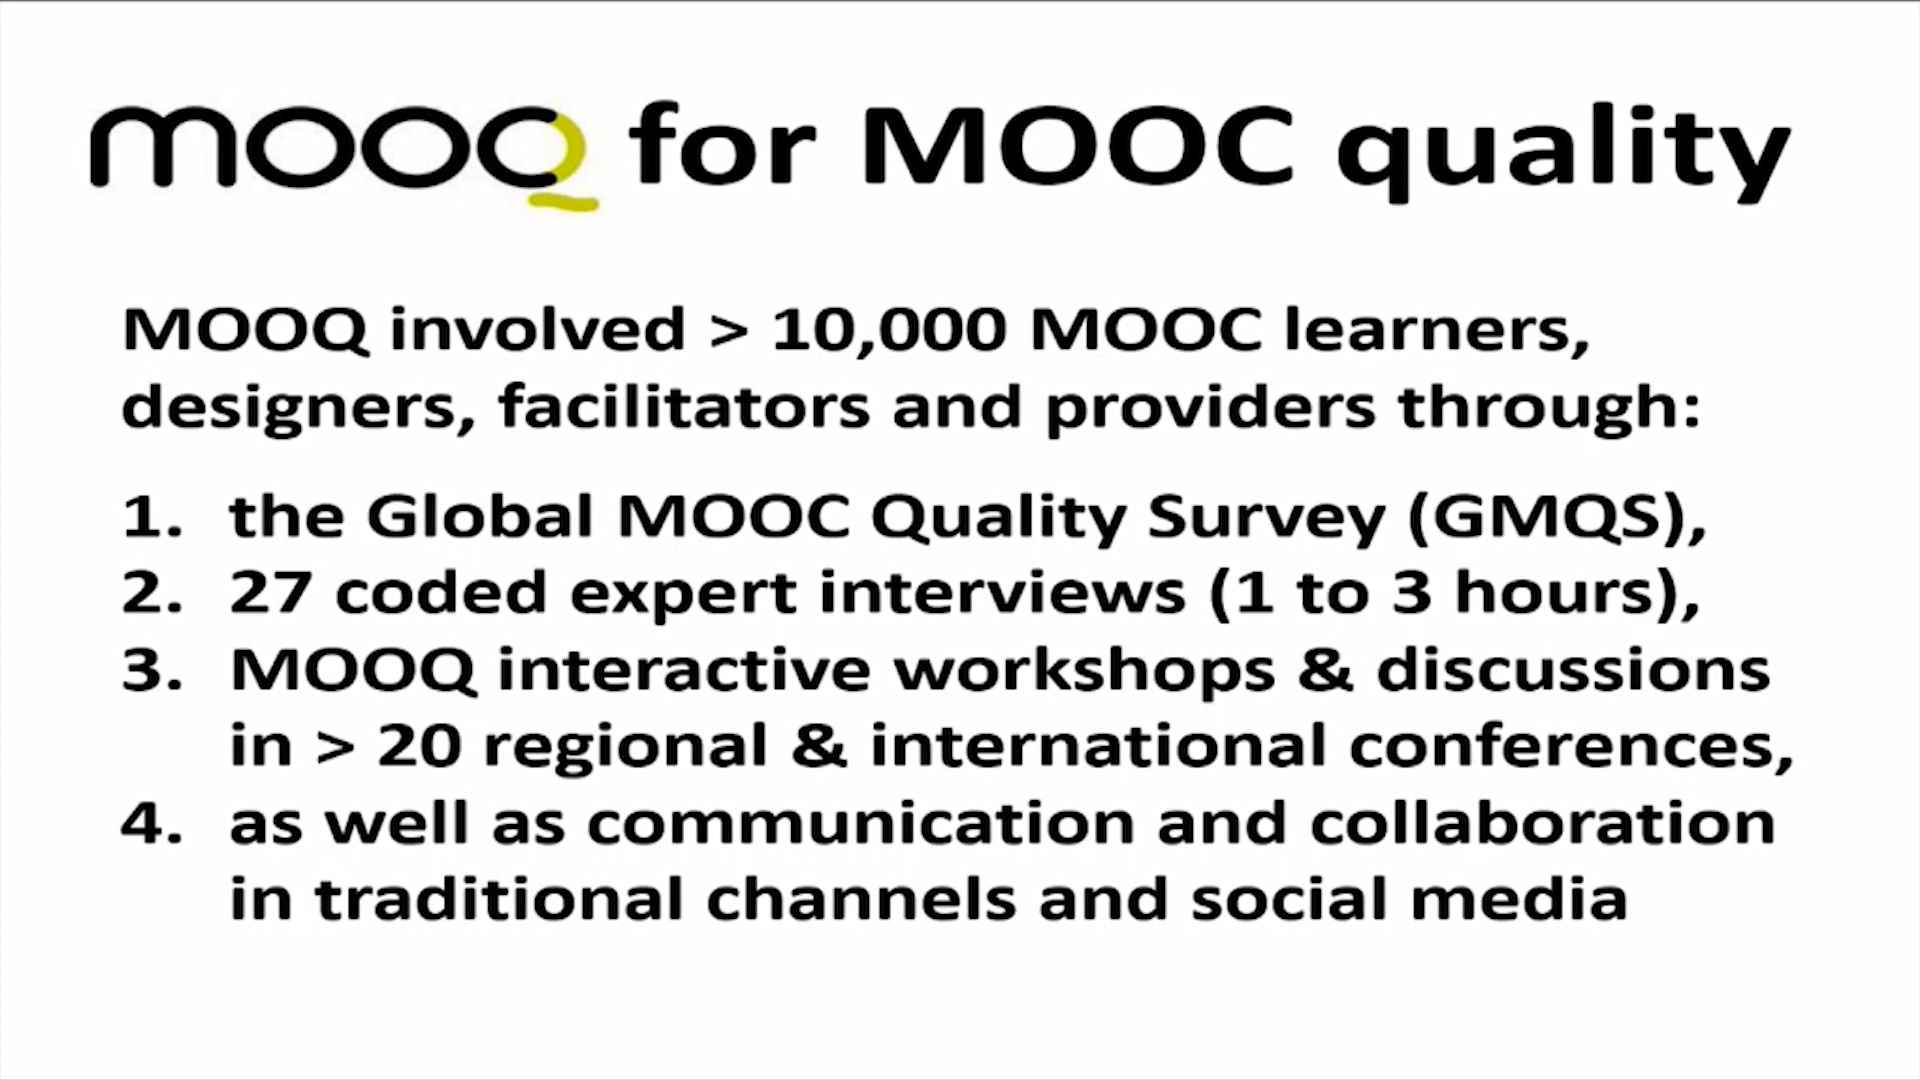 mooQ for MOOC quality
MOOQ involved > 10,000 MOOC learners,
designers, facilitators and providers through:
1. the Global MOOC Quality Survey (GMQS),
2. 27 coded expert interviews (1 to 3 hours),
3. MOOQ interactive workshops & discussions
in > 20 regional & international conferences,
4. as well as communication and collaboration
in traditional channels and social media